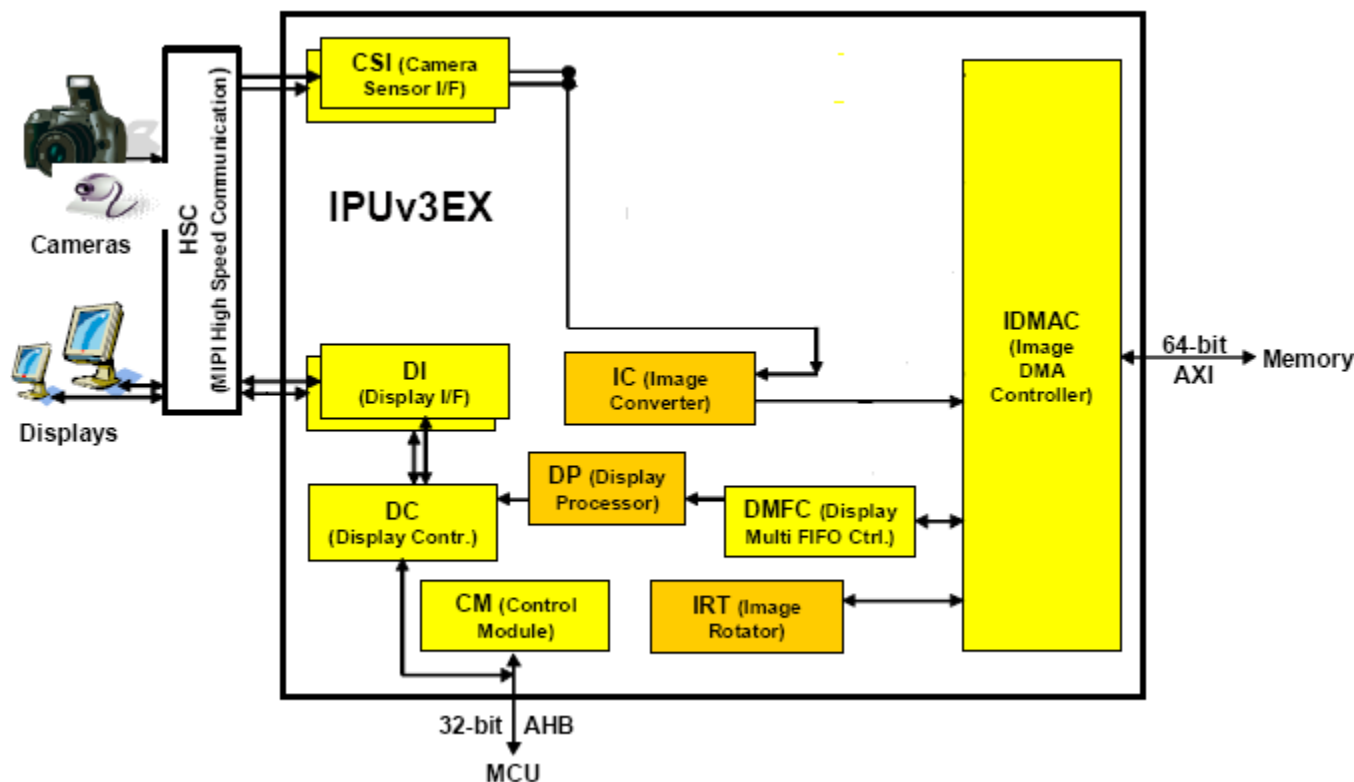 CSI (Camera
Sensor I/F)
IPUv3EX
Cameras
HSC
(MIPI High Speed Communication)
Displays
DI
(Display I/F)
IC (Image
Converter)
IDMAC
(Image
DMA
Controller)
64-bit
AXI
Memory
DC
(Display Contr.)
DP (Display
Processor)
DMFC (Display
Multi FIFO Ctrl.)
CM (Control
Module)
IRT (Image
Rotator)
32-bit AHB
MCU